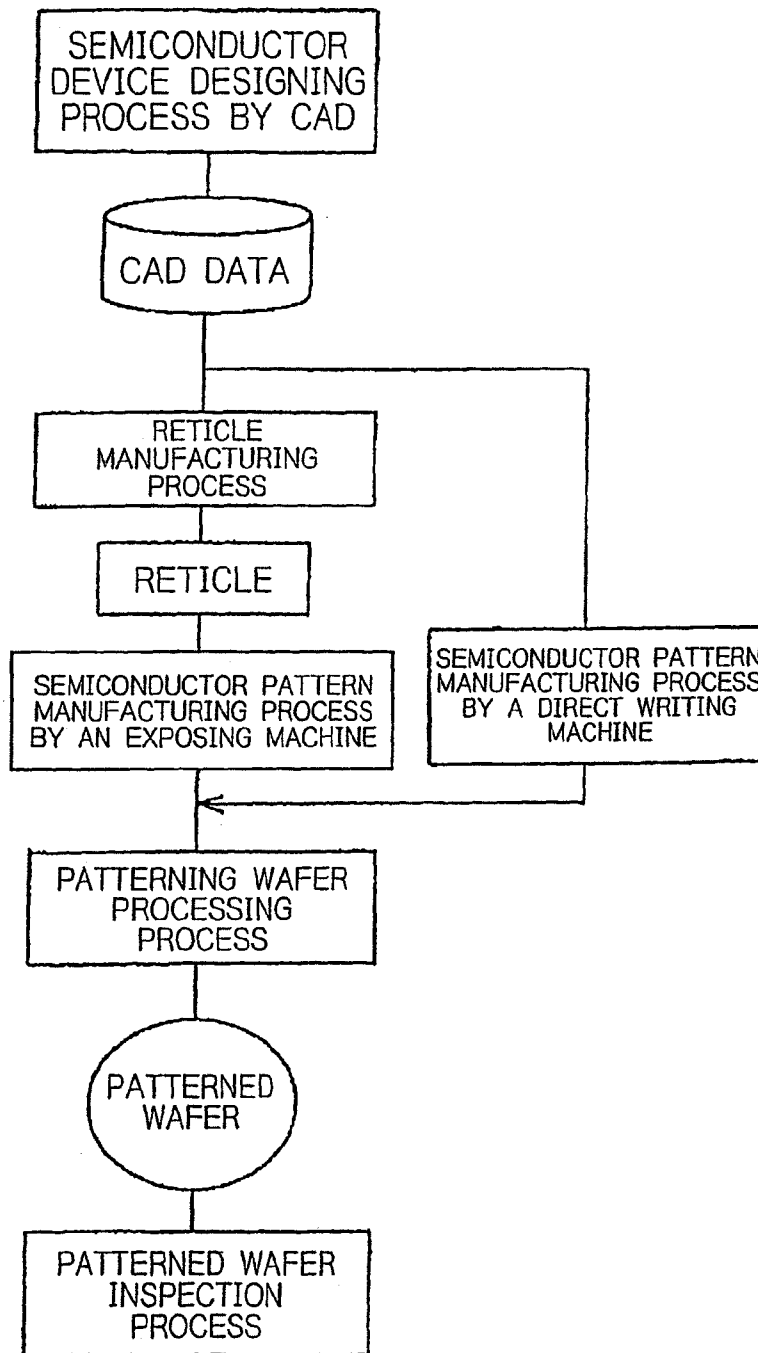 SEMICONDUCTOR
DEVICE DESIGNING
PROCESS BY CAD
CAD DATA
RETICLE
MANUFACTURING
PROCESS
RETICLE
SEMICONDUCTOR PATTERN
MANUFACTURING PROCESS
BY AN EXPOSING MACHINE
SEMICONDUCTOR PATTERN
MANUFACTURING PROCESS
BY A DIRECT WRITING
MACHINE
PATTERNING WAFER
PROCESSING
PROCESS
PATTERNED
WAFER
PATTERNED WAFER
INSPECTION
PROCESS